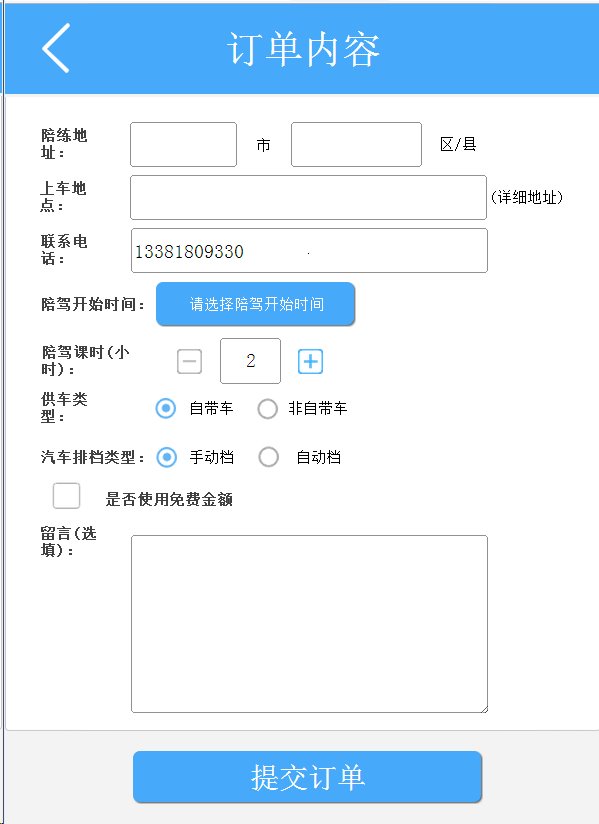 订单内容
陪练地
址：
市
区/县
上车地
点：
(详细地址)
联系电
话：
13381809330
陪驾开始时间：
请选择陪驾开始时间
陪驾课时(小
时)：
2
供车类
型：
自带车
非自带车
汽车排档类型：
手动档
自动档
是否使用免费金额
留言(选
填)：
提交订单